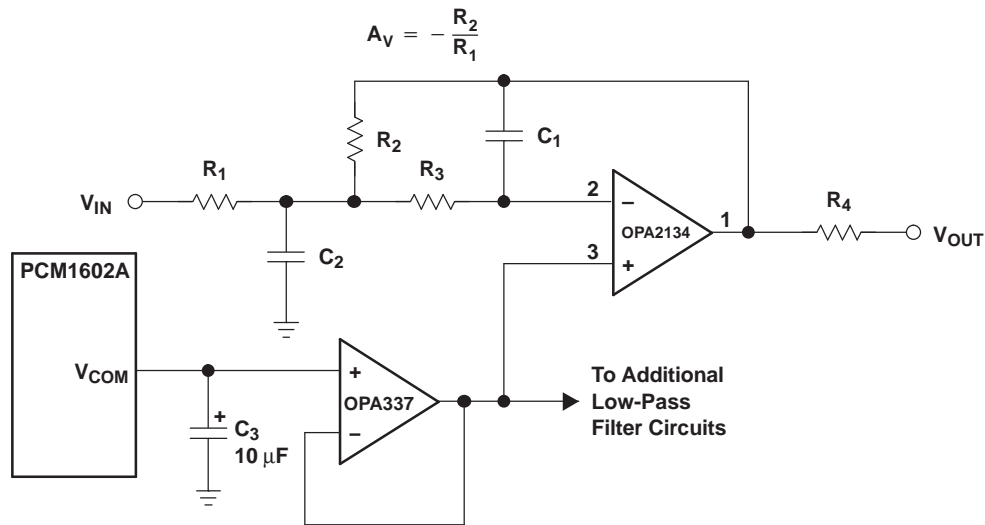 A_V = − R_2 / R_1
R_2
C_1
R_1
R_3
V_IN
2
−
OPA2134
1
R_4
V_OUT
3
+
C_2
PCM1602A
V_COM
+
OPA337
−
+
C_3
10 μF
To Additional
Low-Pass
Filter Circuits